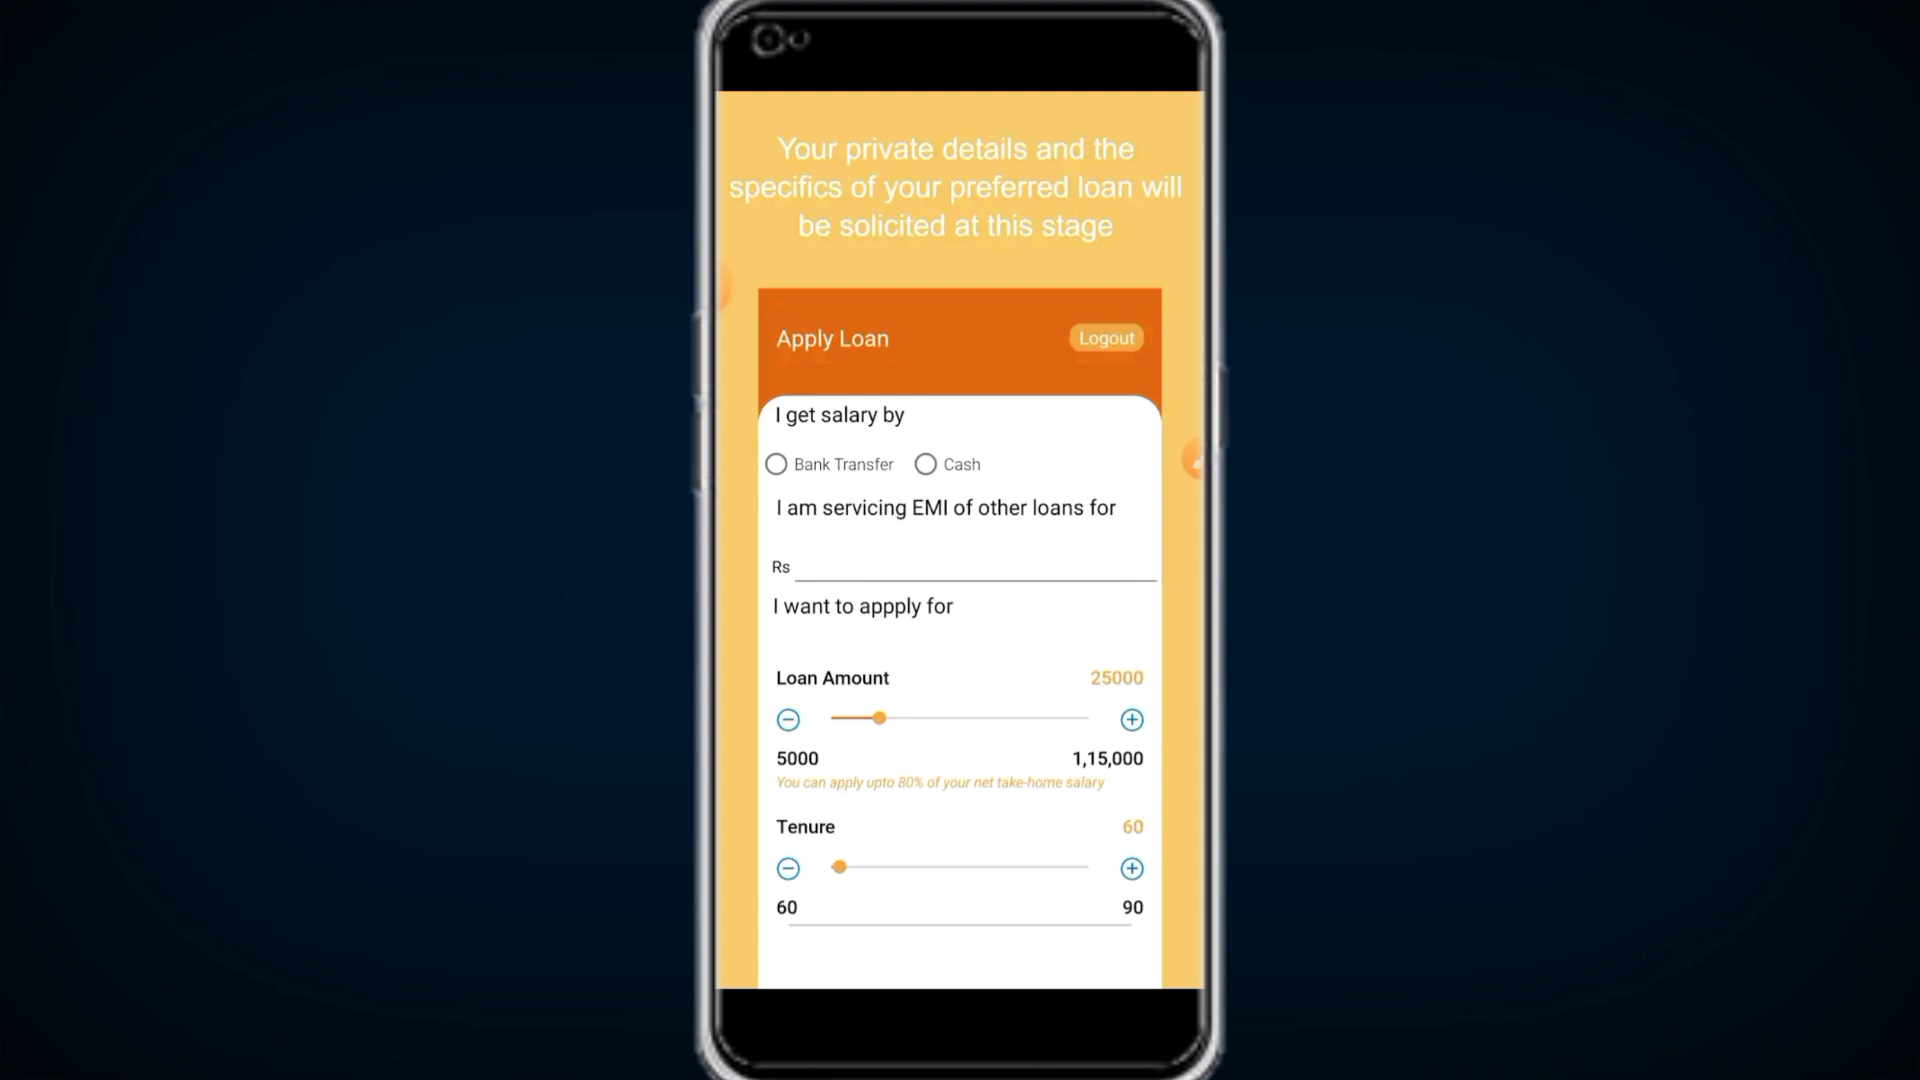 Your private details and the
specifics of your preferred loan will
be solicited at this stage
Apply Loan
Logout
I get salary by
Bank Transfer
Cash
I am servicing EMI of other loans for
Rs
I want to appply for
Loan Amount
25000
5000
1,15,000
You can apply upto 80% of your net take-home salary
Tenure
60
60
90